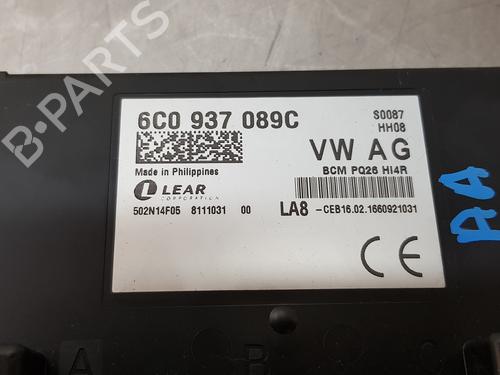 B-PARTS
6C0 937 089C
S0087
HH08
Made in Philippines
VW AG
BCM PQ26 HI4R
LEAR
CORPORATION
502N14F05 8111031 00
LA8 -CEB16.02.1660921031
CE
AA
A
B